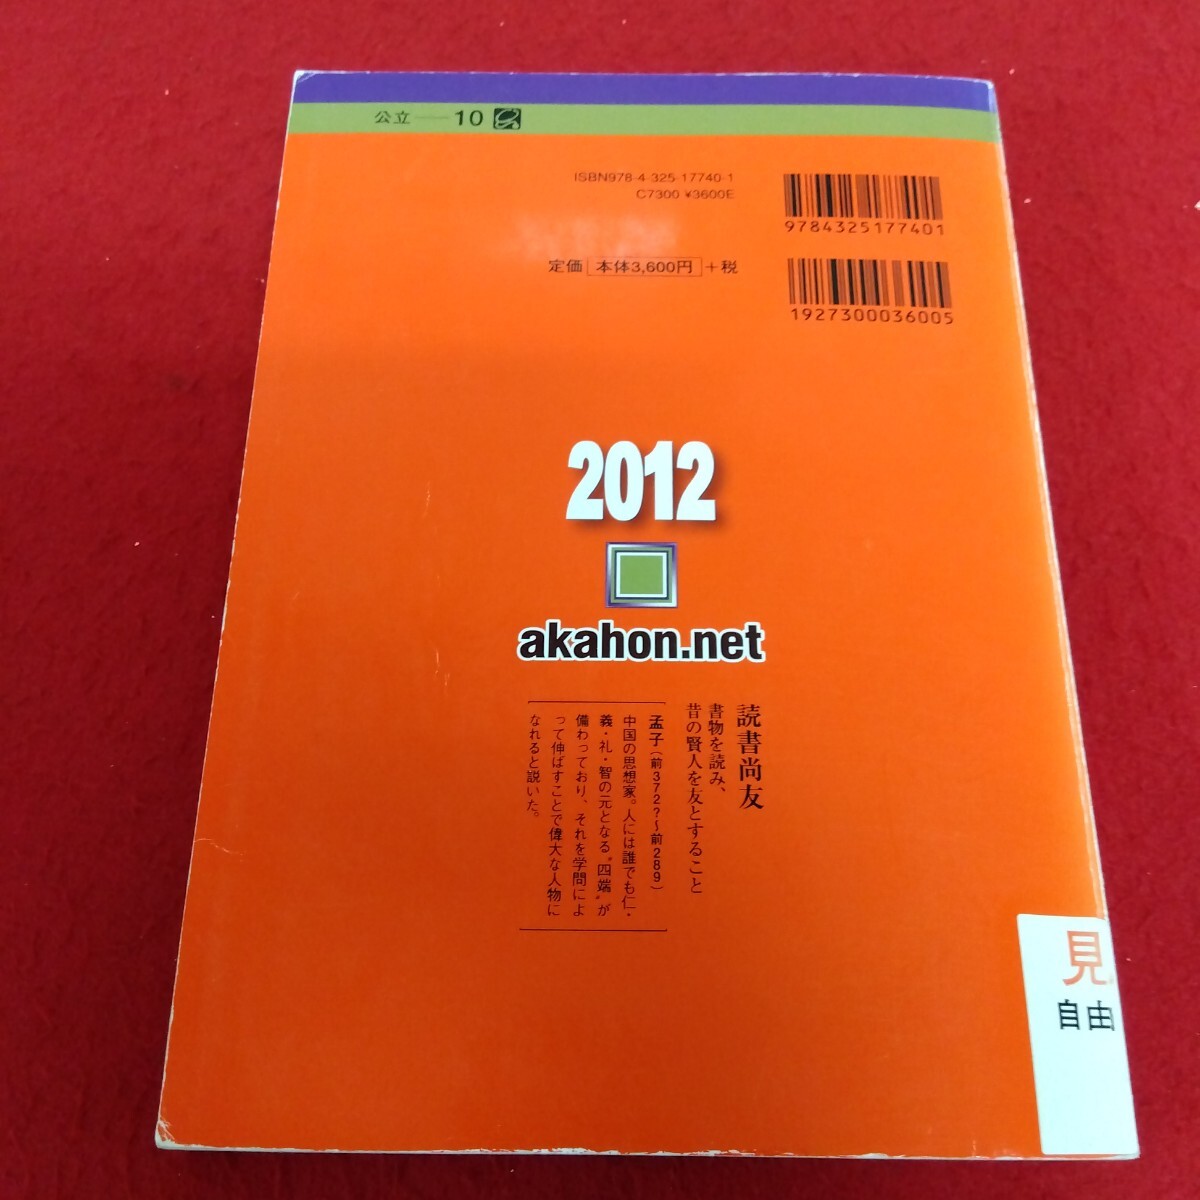 公立—10
ISBN978-4-325-17740-1
C7300 ¥3600E
9784325177401
定価 本体3,600円 +税
1927300036005
2012
akahon.net
読書尚友
書物を読み、
昔の賢人を友とすること
孟子(前372?〜前289)
中国の思想家。人には誰でも仁・
義・礼・智の元となる〝四端〟が
備わっており、それを学問によ
って伸ばすことで偉大な人物に
なれると説いた。
見
自由